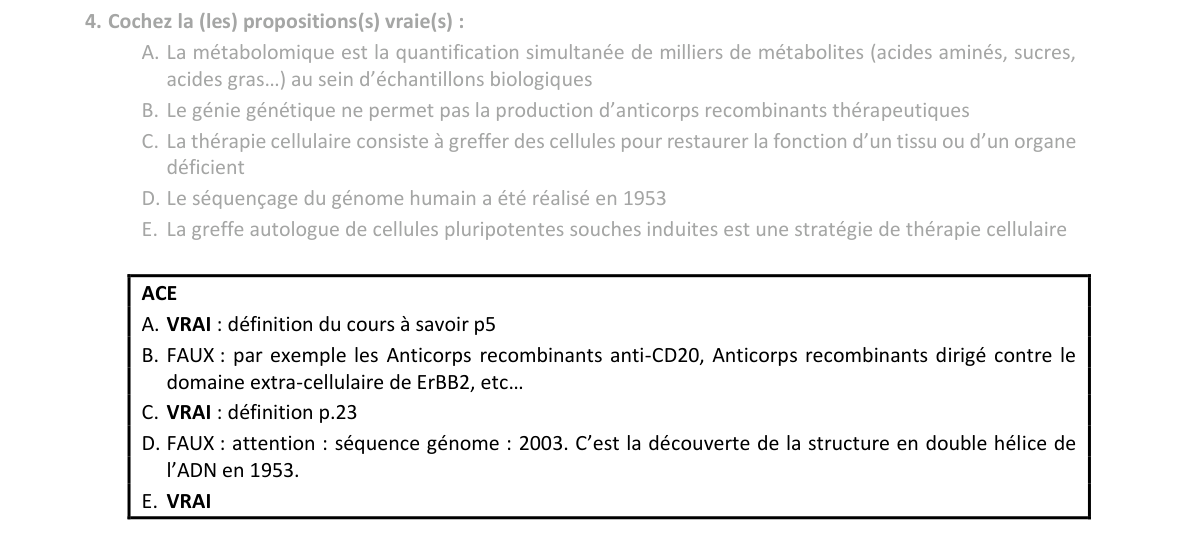 4. Cochez la (les) propositions(s) vraie(s) :
A. La métabolomique est la quantification simultanée de milliers de métabolites (acides aminés, sucres,
acides gras…) au sein d’échantillons biologiques
B. Le génie génétique ne permet pas la production d’anticorps recombinants thérapeutiques
C. La thérapie cellulaire consiste à greffer des cellules pour restaurer la fonction d’un tissu ou d’un organe
déficient
D. Le séquençage du génome humain a été réalisé en 1953
E. La greffe autologue de cellules pluripotentes souches induites est une stratégie de thérapie cellulaire
ACE
A. VRAI : définition du cours à savoir p5
B. FAUX : par exemple les Anticorps recombinants anti-CD20, Anticorps recombinants dirigé contre le
domaine extra-cellulaire de ErBB2, etc…
C. VRAI : définition p.23
D. FAUX : attention : séquence génome : 2003. C’est la découverte de la structure en double hélice de
l’ADN en 1953.
E. VRAI